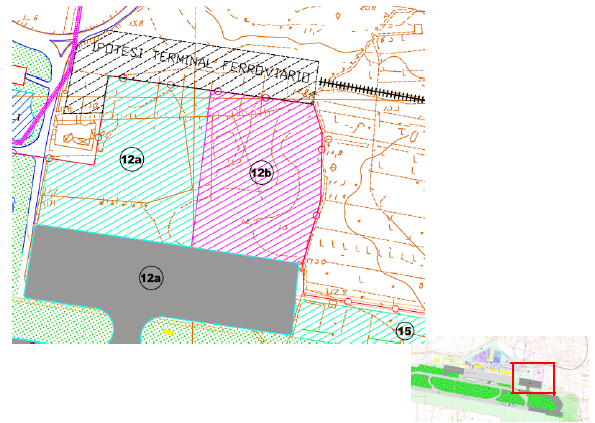 IPOTESI TERMINAL FERROVIARIO
12a
12b
12a
15